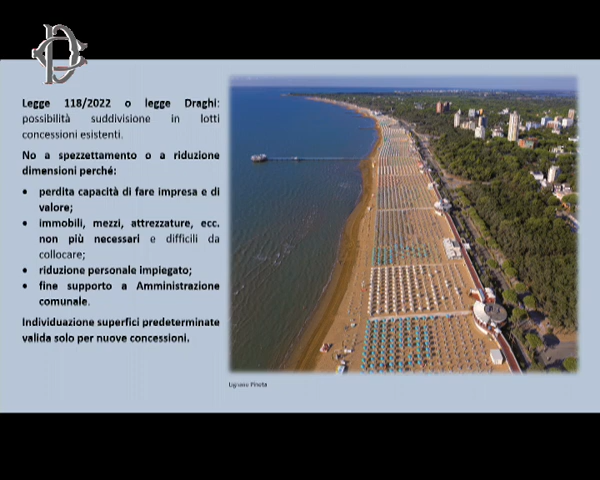 Legge 118/2022 o legge Draghi:
possibilità suddivisione in lotti
concessioni esistenti.
No a spezzettamento o a riduzione
dimensioni perché:
• perdita capacità di fare impresa e di
valore;
• immobili, mezzi, attrezzature, ecc.
non più necessari e difficili da
collocare;
• riduzione personale impiegato;
• fine supporto a Amministrazione
comunale.
Individuazione superfici predeterminate
valida solo per nuove concessioni.
Lignano Pineta